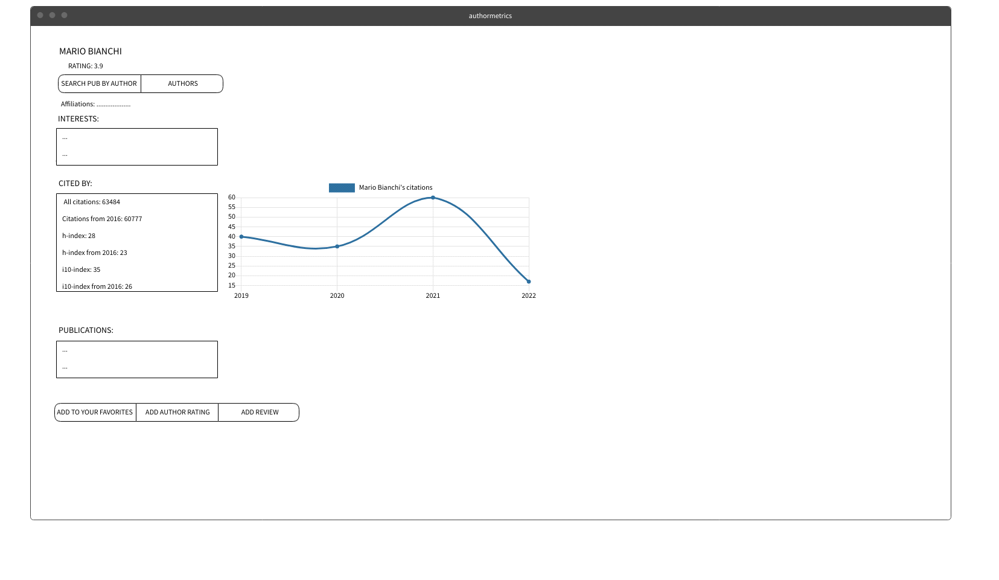 authormetrics
MARIO BIANCHI
RATING: 3.9
SEARCH PUB BY AUTHOR
AUTHORS
Affiliations: ...................
INTERESTS:
...
...
CITED BY:
All citations: 63484
Citations from 2016: 60777
h-index: 28
h-index from 2016: 23
i10-index: 35
i10-index from 2016: 26
Mario Bianchi's citations
60
55
50
45
40
35
30
25
20
15
2019 2020 2021 2022
PUBLICATIONS:
...
...
ADD TO YOUR FAVORITES
ADD AUTHOR RATING
ADD REVIEW